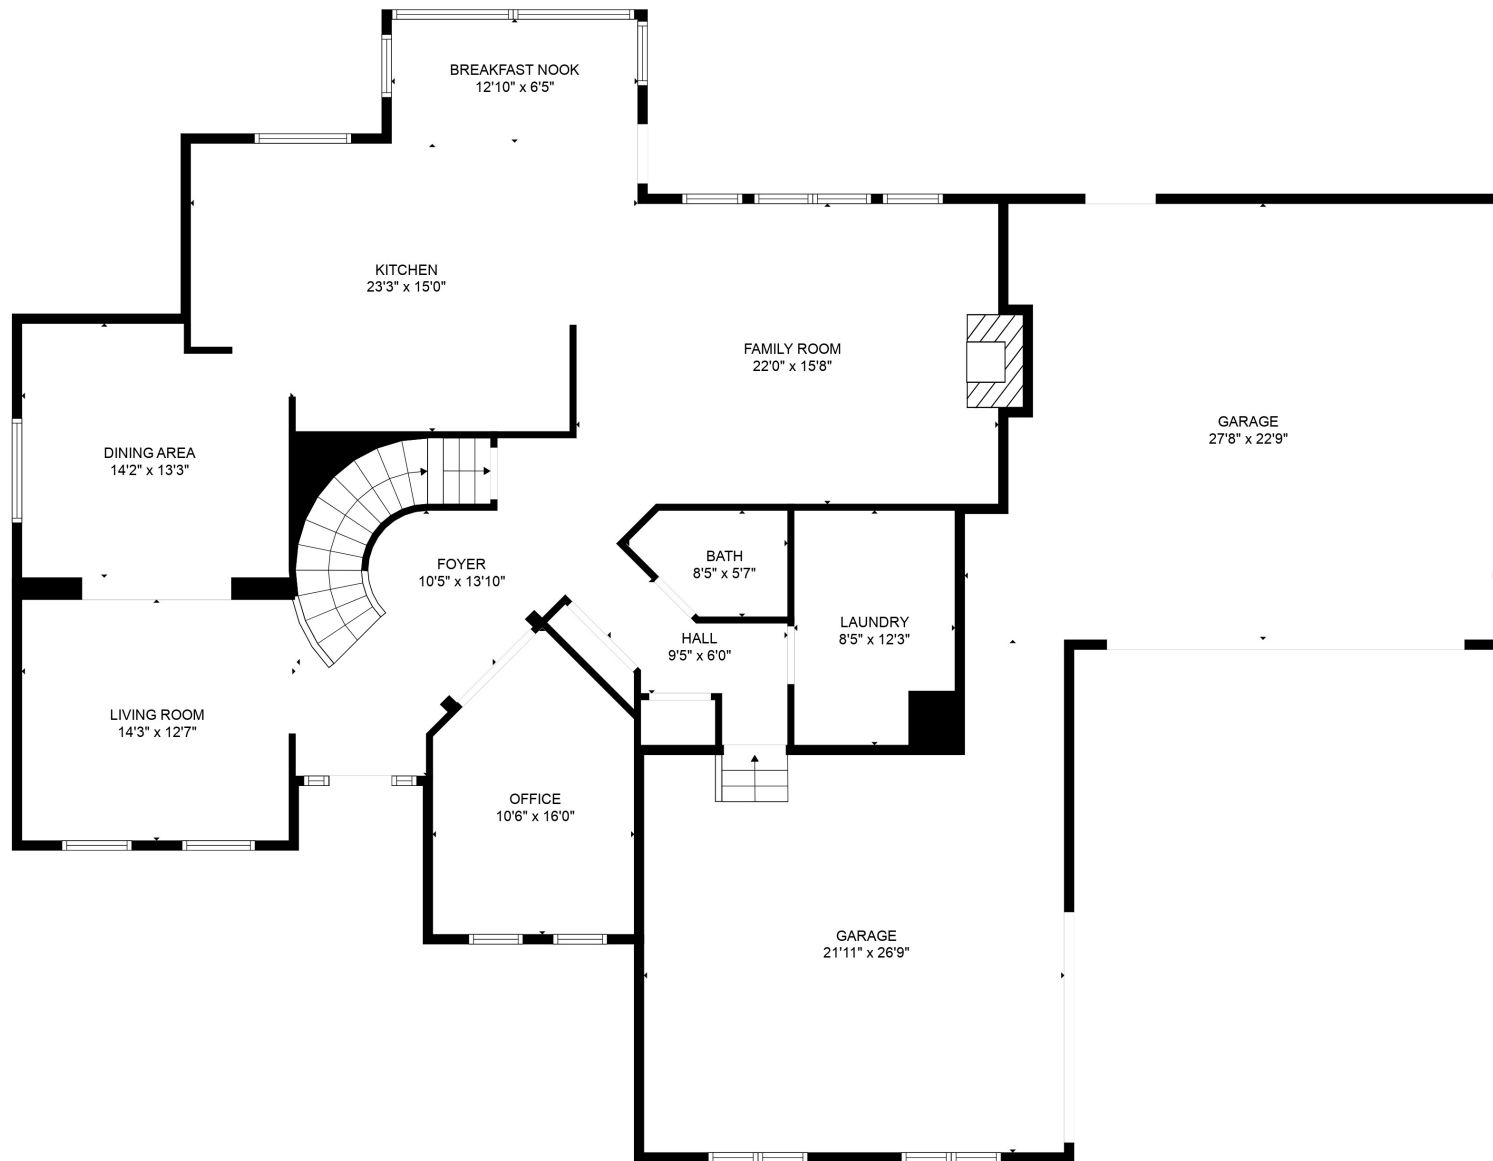 BREAKFAST NOOK
12'10" x 6'5"
KITCHEN
23'3" x 15'0"
FAMILY ROOM
22'0" x 15'8"
GARAGE
27'8" x 22'9"
DINING AREA
14'2" x 13'3"
FOYER
10'5" x 13'10"
BATH
8'5" x 5'7"
LAUNDRY
8'5" x 12'3"
HALL
9'5" x 6'0"
LIVING ROOM
14'3" x 12'7"
OFFICE
10'6" x 16'0"
GARAGE
21'11" x 26'9"